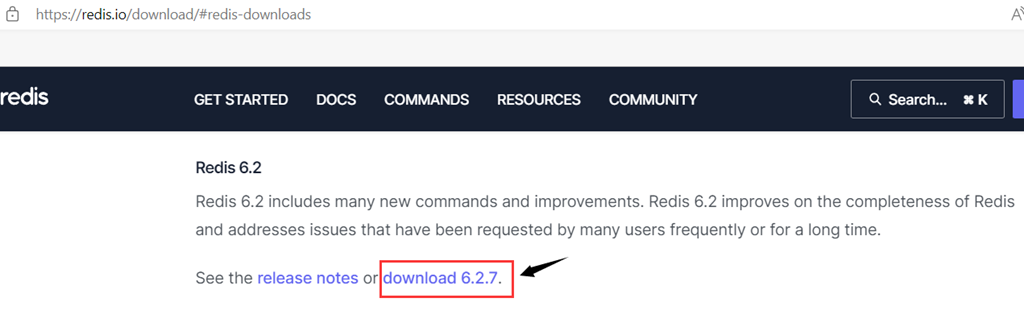 https://redis.io/download/#redis-downloads
redis GET STARTED DOCS COMMANDS RESOURCES COMMUNITY Search... ⌘ K
Redis 6.2
Redis 6.2 includes many new commands and improvements. Redis 6.2 improves on the completeness of Redis
and addresses issues that have been requested by many users frequently or for a long time.
See the release notes or download 6.2.7.